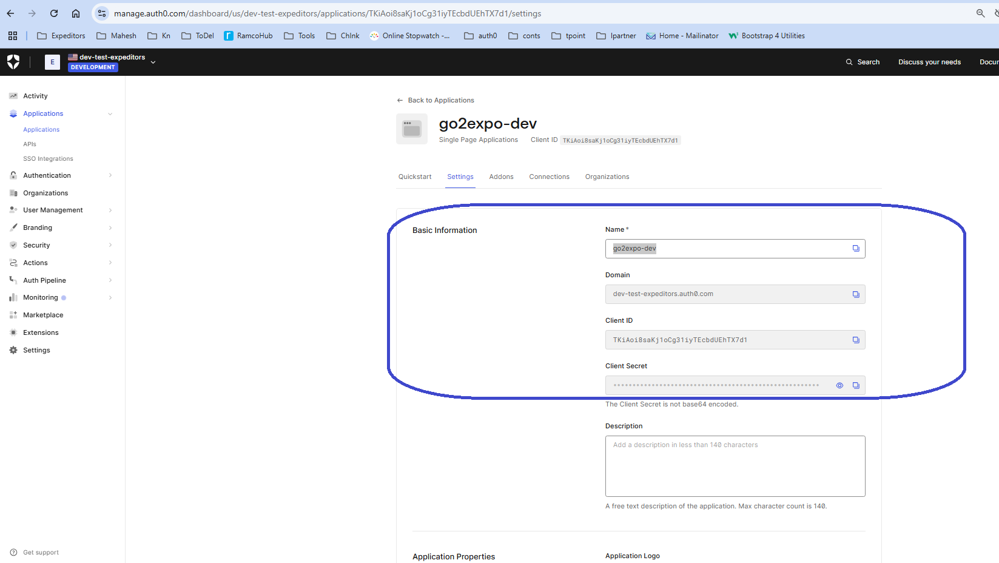 manage.auth0.com/dashboard/us/dev-test-expeditors/applications/TKiAoi8saKj1oCg31iyTEcbdUEhTX7d1/settings
Expeditors Mahesh Kn ToDel RamcoHub Tools ChInk Online Stopwatch -... auth0 conts tpoint Ipartner Home - Mailinator Bootstrap 4 Utilities
E
dev-test-expeditors
DEVELOPMENT
Search
Discuss your needs
Docur
Activity
Applications
Applications
APIs
SSO Integrations
Authentication
Organizations
User Management
Branding
Security
Actions
Auth Pipeline
Monitoring
Marketplace
Extensions
Settings
Get support
Back to Applications
go2expo-dev
Single Page Applications Client ID TKiAoi8saKj1oCg31iyTEcbdUEhTX7d1
Quickstart Settings Addons Connections Organizations
Basic Information
Name *
go2expo-dev
Domain
dev-test-expeditors.auth0.com
Client ID
TKiAoi8saKj1oCg31iyTEcbdUEhTX7d1
Client Secret
The Client Secret is not base64 encoded.
Description
Add a description in less than 140 characters
A free text description of the application. Max character count is 140.
Application Properties
Application Logo